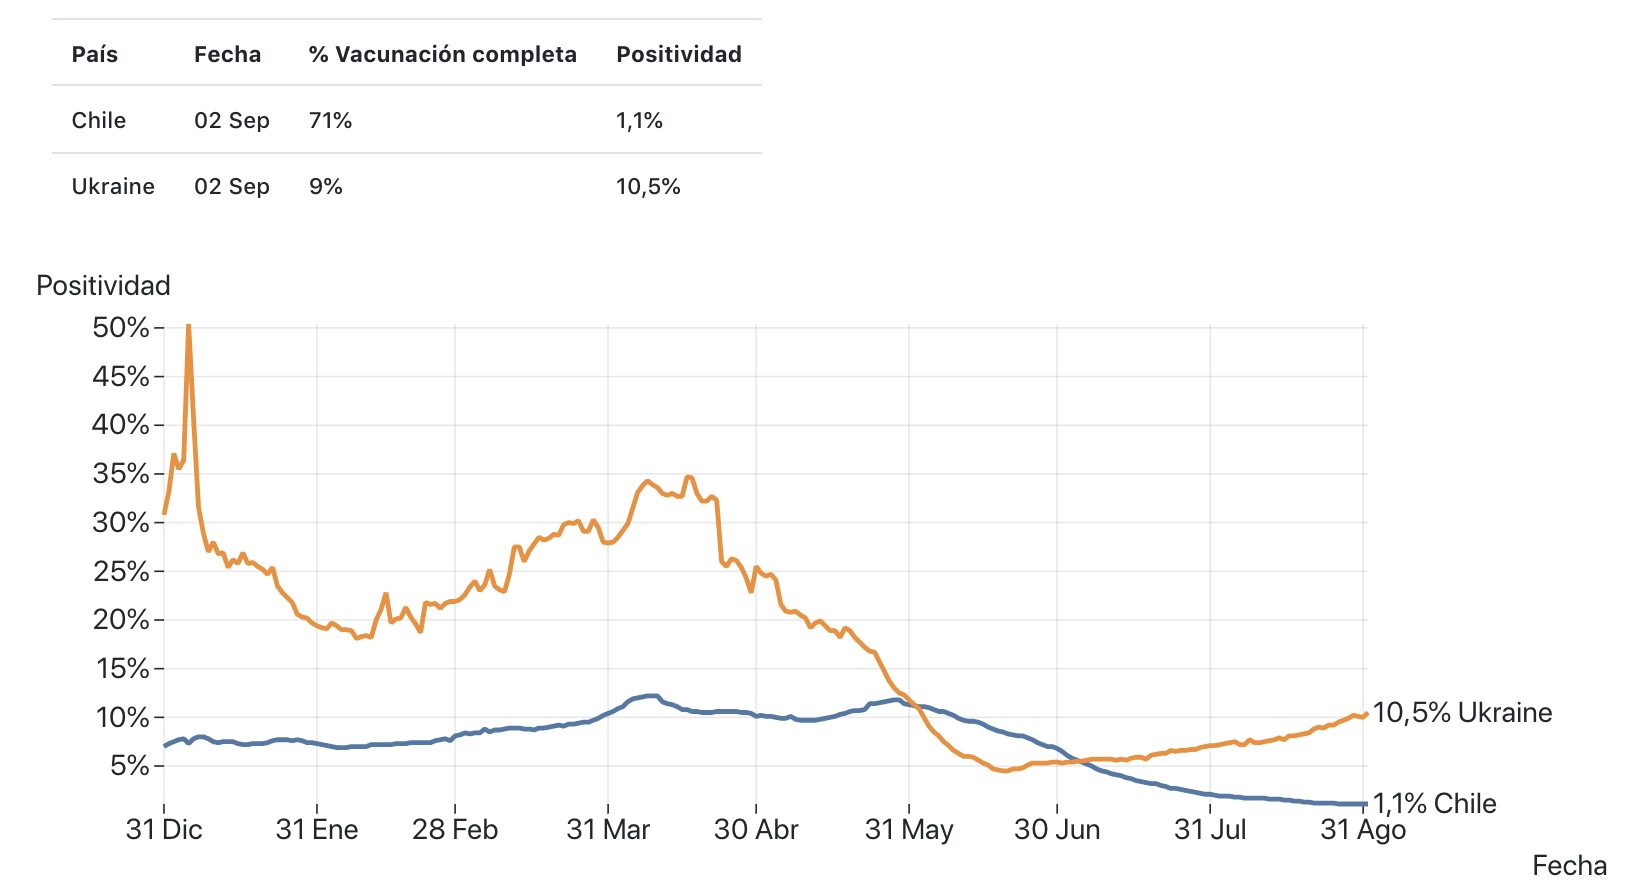 País Fecha % Vacunación completa Positividad
Chile 02 Sep 71% 1,1%
Ukraine 02 Sep 9% 10,5%
Positividad
50%
45%
40%
35%
30%
25%
20%
15%
10%
5%
10,5% Ukraine
1,1% Chile
31 Dic 31 Ene 28 Feb 31 Mar 30 Abr 31 May 30 Jun 31 Jul 31 Ago
Fecha